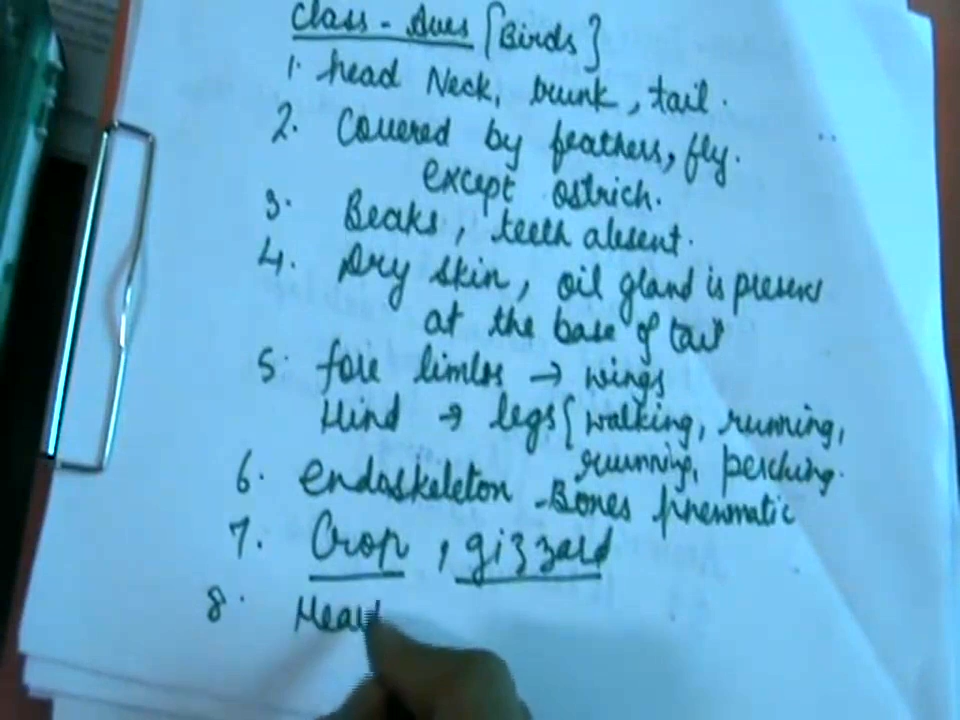 Class - Aves [Birds}
1. head Neck, trunk, tail.
2. Covered by feathers, fly.
except ostrich.
3. Beaks, teeth absent.
4. Dry skin, oil gland is present
at the base of tail
5. fore limbs → wings
Hind → legs { walking, running,
running, perching.
6. endoskeleton - Bones pneumatic
7. Crop, gizzard
8. Hear